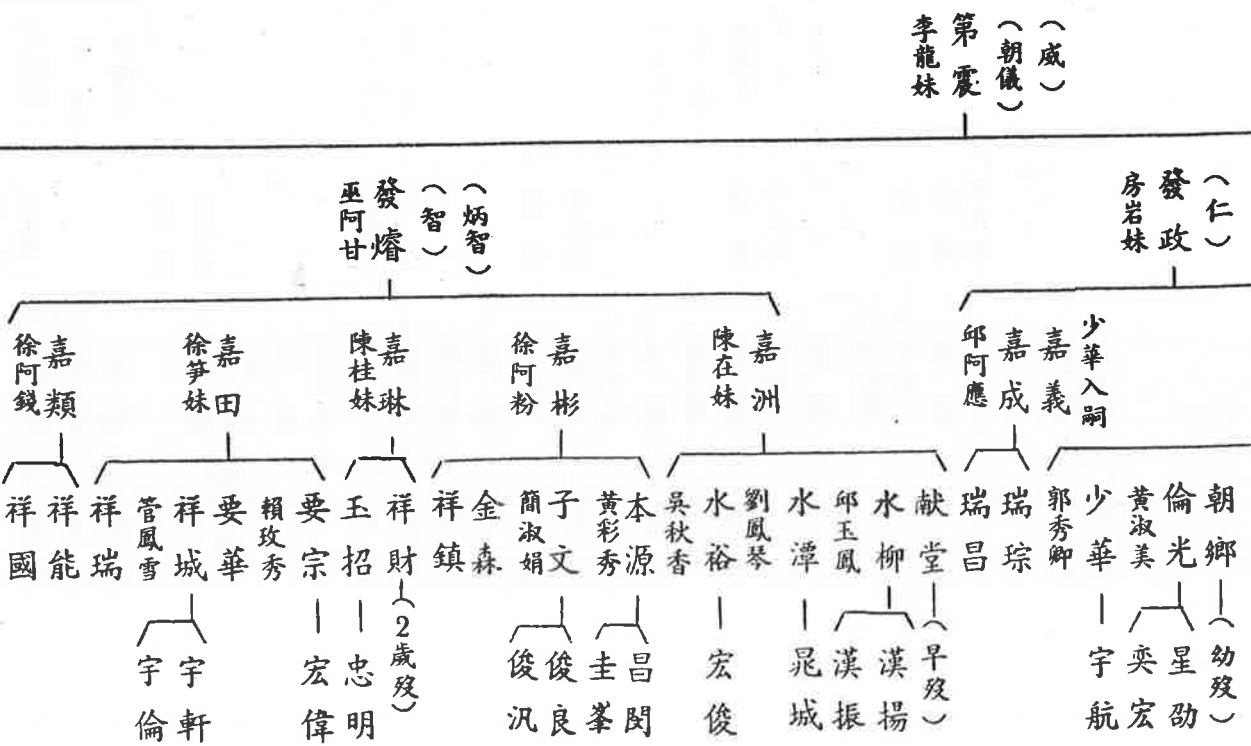 （威）
（朝儀）
第震
李龍妹
（仁）
發政
房岩妹
（炳智）
（智）
發㷒
巫阿甘
少華入嗣
嘉義
嘉成
邱阿應
嘉洲
陳在妹
嘉彬
徐阿粉
嘉琳
陳桂妹
嘉田
徐笋妹
嘉類
徐阿錢
朝鄉
倫光
黃淑美
少華
郭秀卿
瑞琮
瑞昌
献堂
水柳
邱玉鳳
水潭
劉鳳琴
水裕
吳秋香
本源
黃彩秀
子文
簡淑娟
金森
祥鎮
祥財
玉招
要宗
賴玫秀
要華
祥城
管鳳雪
祥瑞
祥能
祥國
（幼歿）
星劭
奕宏
宇航
（早歿）
漢揚
漢振
晁城
宏俊
昌閔
圭峯
俊良
俊汎
（2歲歿）
忠明
宏偉
宇軒
宇倫